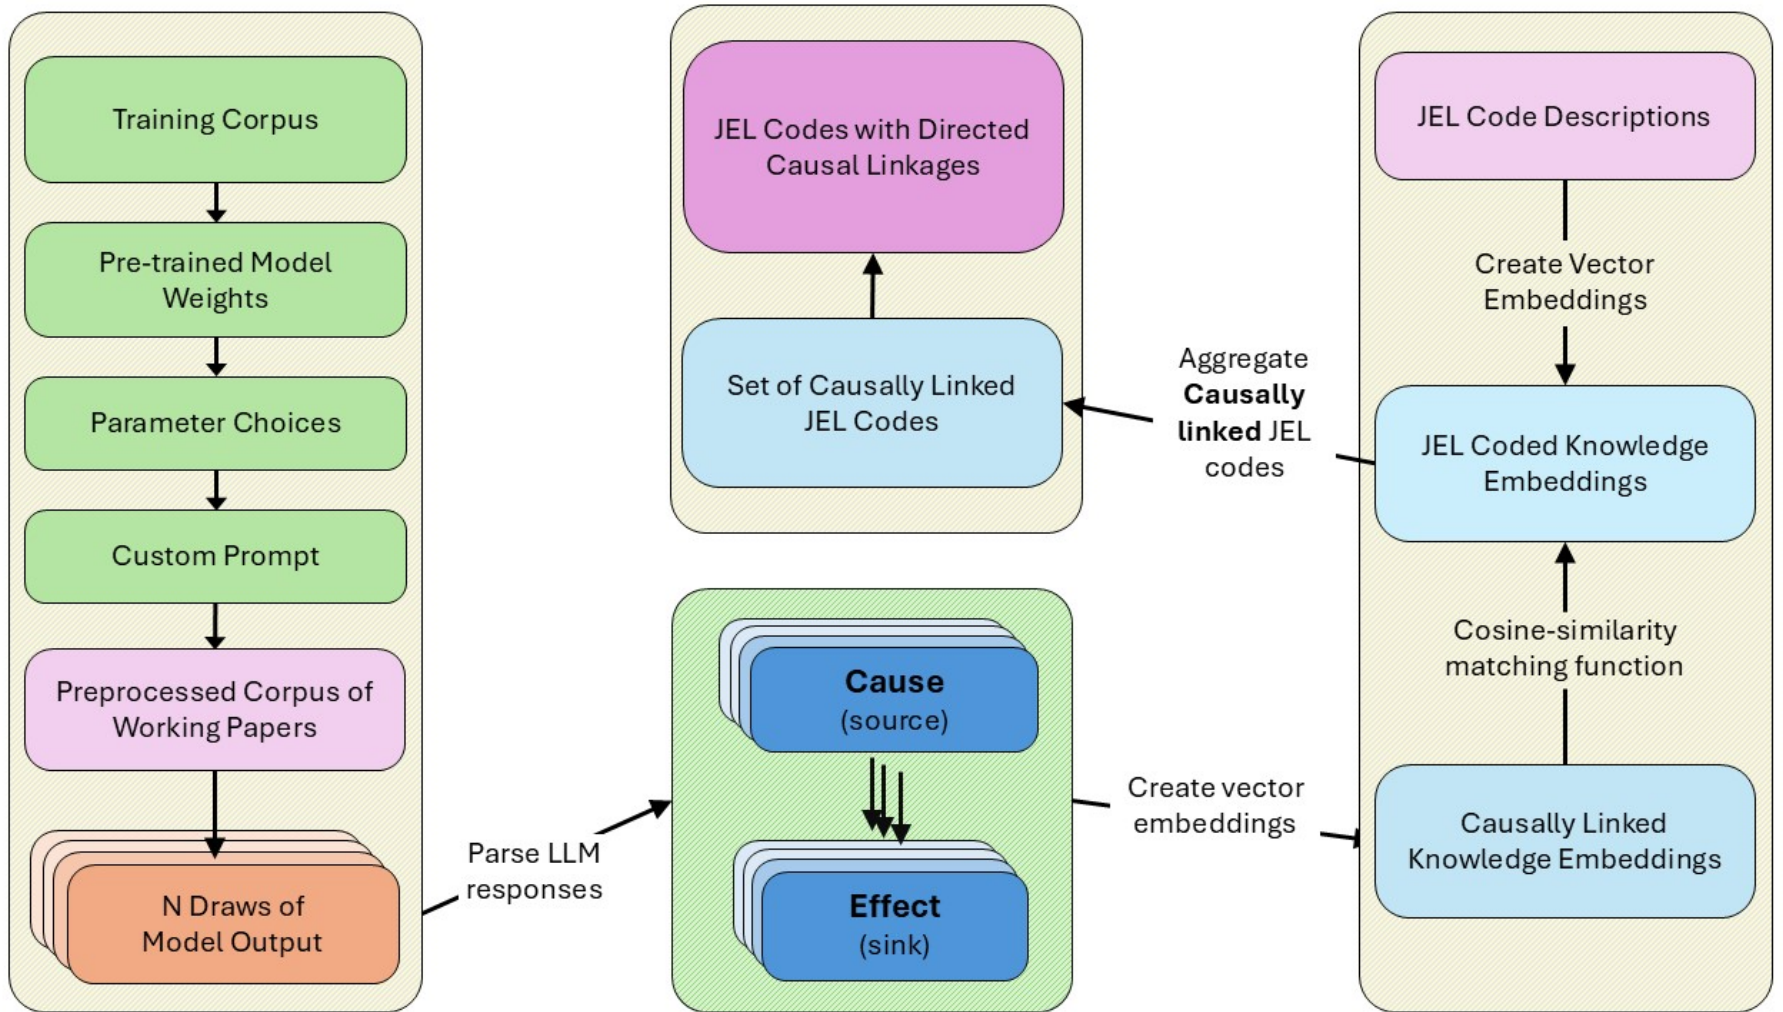 Training Corpus
Pre-trained Model
Weights
Parameter Choices
Custom Prompt
Preprocessed Corpus of
Working Papers
N Draws of
Model Output
Parse LLM
responses
JEL Codes with Directed
Causal Linkages
Set of Causally Linked
JEL Codes
Cause
(source)
Effect
(sink)
Aggregate
Causally
linked JEL
codes
Create vector
embeddings
JEL Code Descriptions
Create Vector
Embeddings
JEL Coded Knowledge
Embeddings
Cosine-similarity
matching function
Causally Linked
Knowledge Embeddings